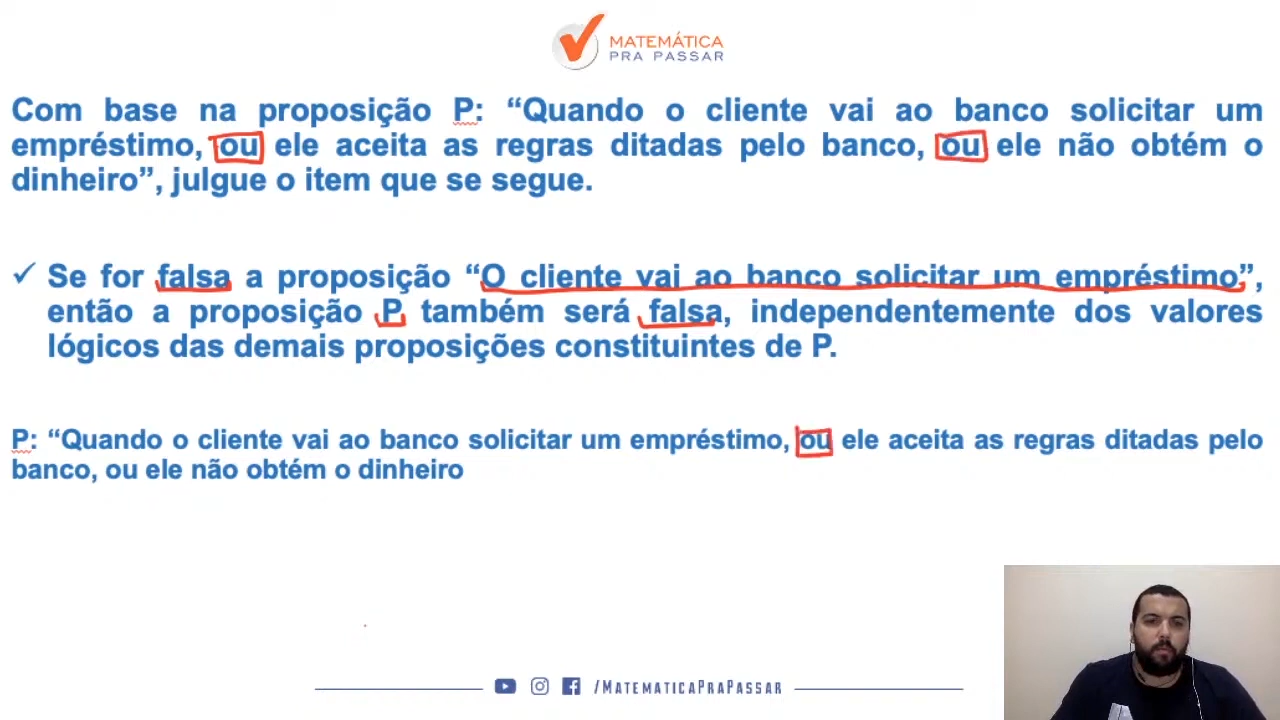 MATEMÁTICA
PRA PASSAR
Com base na proposição P: “Quando o cliente vai ao banco solicitar um
empréstimo, ou ele aceita as regras ditadas pelo banco, ou ele não obtém o
dinheiro”, julgue o item que se segue.
✓ Se for falsa a proposição “O cliente vai ao banco solicitar um empréstimo”,
então a proposição P também será falsa, independentemente dos valores
lógicos das demais proposições constituintes de P.
P: “Quando o cliente vai ao banco solicitar um empréstimo, ou ele aceita as regras ditadas pelo
banco, ou ele não obtém o dinheiro
/MatematicaPraPassar